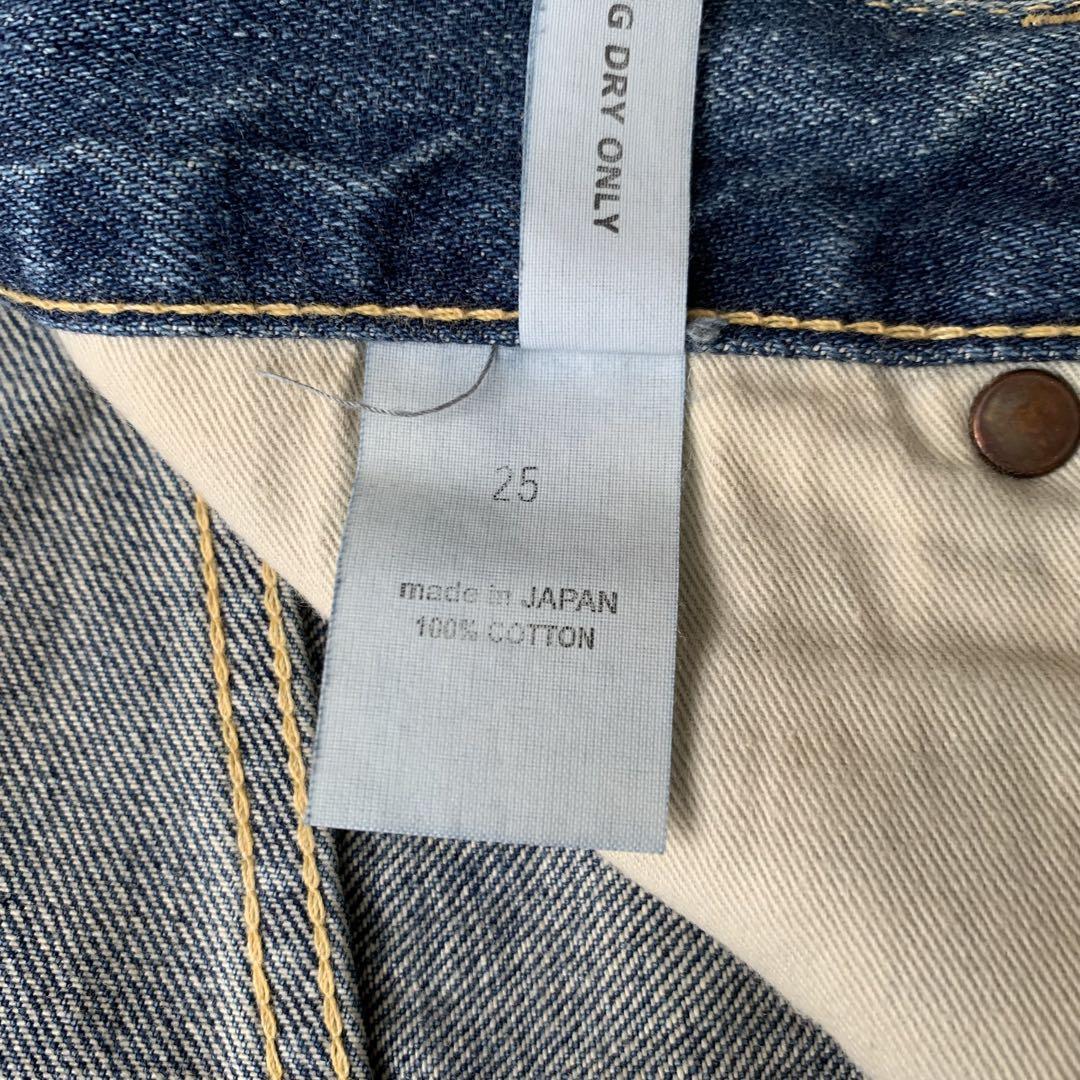 G DRY ONLY
25
made in JAPAN
100% COTTON